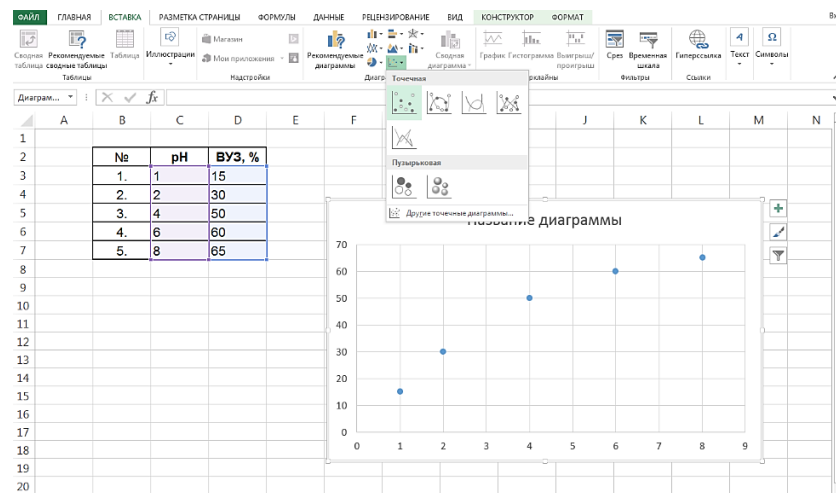 ФАЙЛ ГЛАВНАЯ ВСТАВКА РАЗМЕТКА СТРАНИЦЫ ФОРМУЛЫ ДАННЫЕ РЕЦЕНЗИРОВАНИЕ ВИД КОНСТРУКТОР ФОРМАТ
Сводная таблица
Рекомендуемые сводные таблицы
Таблица
Иллюстрации
Магазин
Мои приложения
Рекомендуемые диаграммы
Сводная диаграмма
График
Гистограмма
Выигрыш/проигрыш
Срез
Временная шкала
Гиперссылка
Текст
Символы
Таблицы Надстройки Диагр рклайны Фильтры Ссылки
Диаграм... fx
Точечная
Пузырьковая
Другие точечные диаграммы...
A B C D E F J K L M N
1
2 № pH ВУЗ, %
3 1. 1 15
4 2. 2 30
5 3. 4 50
6 4. 6 60
7 5. 8 65
8
9
10
11
12
13
14
15
16
17
18
19
20
Название диаграммы
70
60
50
40
30
20
10
0
0 1 2 3 4 5 6 7 8 9